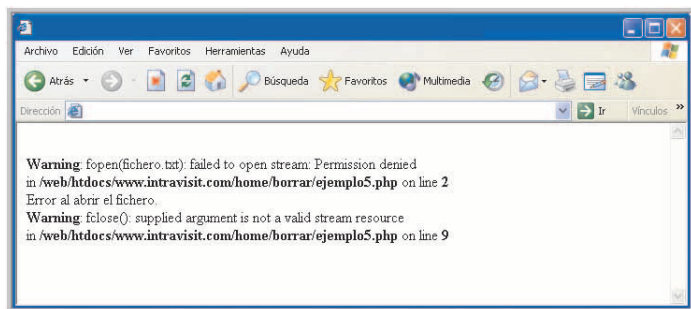 Archivo Edición Ver Favoritos Herramientas Ayuda
Atrás Búsqueda Favoritos Multimedia
Dirección Ir Vínculos »
Warning: fopen(fichero.txt): failed to open stream: Permission denied
in /web/htdocs/www.intravisit.com/home/borrar/ejemplo5.php on line 2
Error al abrir el fichero.
Warning: fclose(): supplied argument is not a valid stream resource
in /web/htdocs/www.intravisit.com/home/borrar/ejemplo5.php on line 9